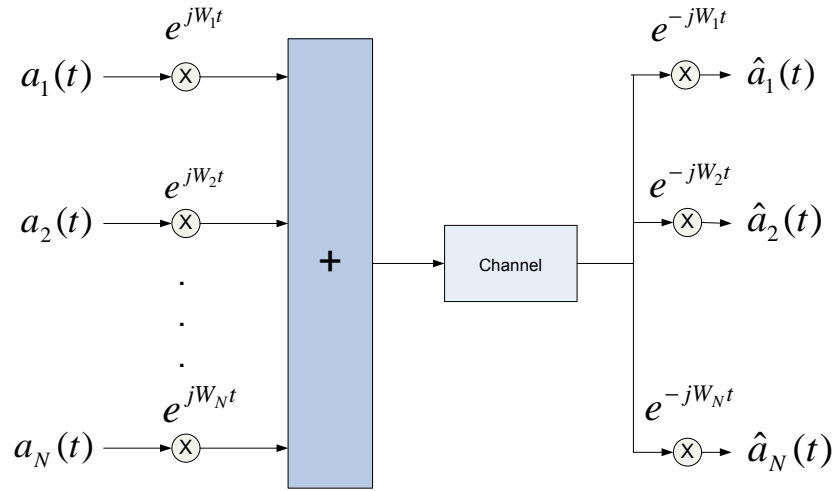 e^{jW_1t} e^{-jW_1t}
a_1(t) X X â_1(t)
e^{jW_2t} e^{-jW_2t}
a_2(t) X X â_2(t)
+ Channel
.
.
.
e^{jW_Nt} e^{-jW_Nt}
a_N(t) X X â_N(t)